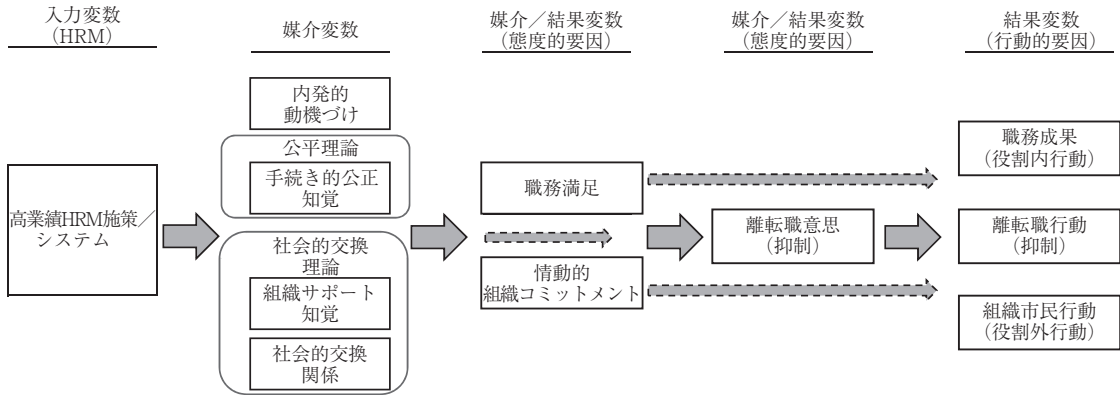 入力変数
(HRM)
媒介変数
媒介／結果変数
(態度的要因)
媒介／結果変数
(態度的要因)
結果変数
(行動的要因)
高業績HRM施策／
システム
内発的
動機づけ
公平理論
手続き的公正
知覚
社会的交換
理論
組織サポート
知覚
社会的交換
関係
職務満足
情動的
組織コミットメント
離転職意思
(抑制)
職務成果
(役割内行動)
離転職行動
(抑制)
組織市民行動
(役割外行動)